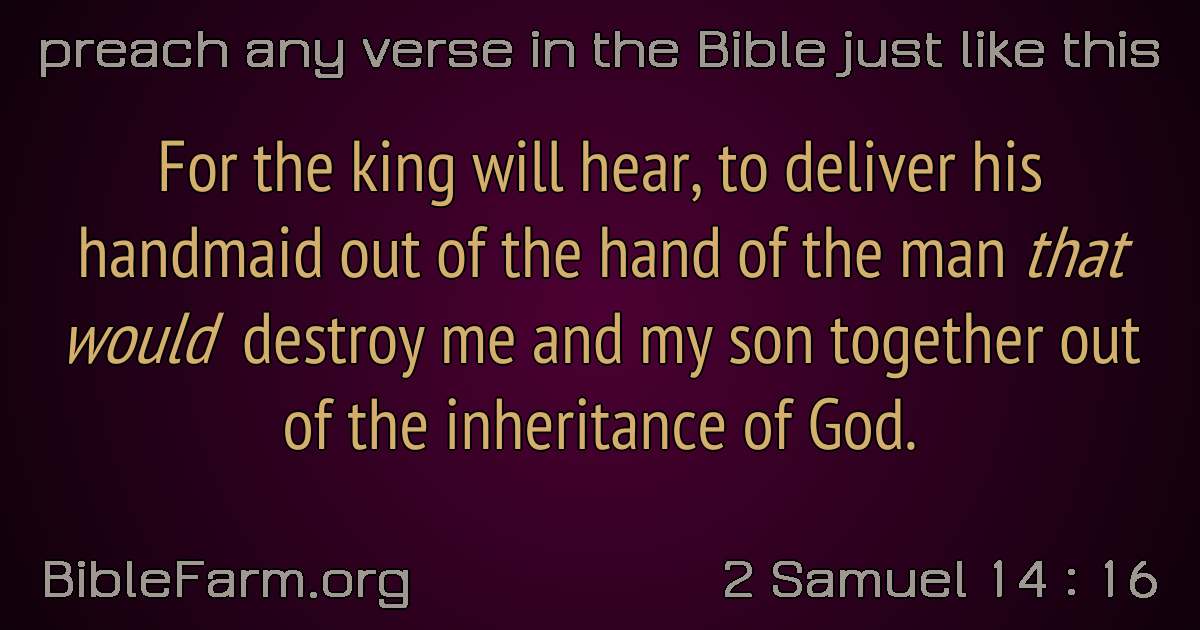 preach any verse in the Bible just like this
For the king will hear, to deliver his
handmaid out of the hand of the man that
would destroy me and my son together out
of the inheritance of God.
BibleFarm.org
2 Samuel 14 : 16